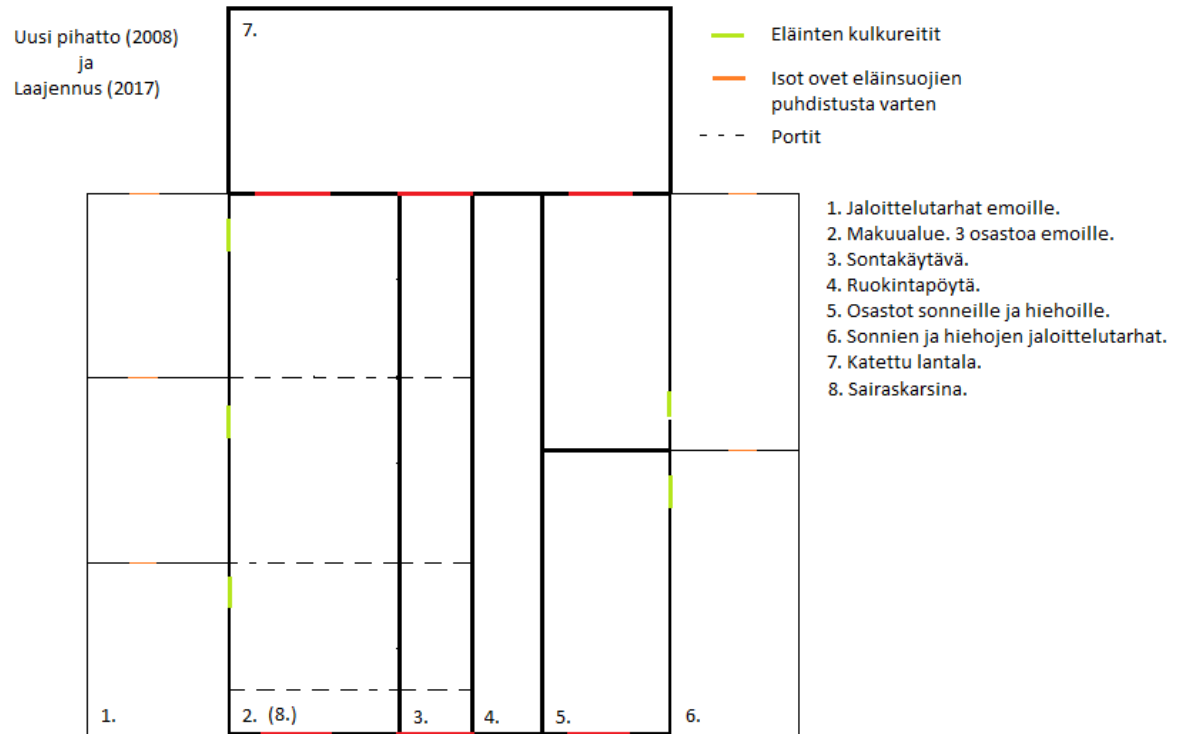 Uusi pihatto (2008)
ja
Laajennus (2017)
7.
Eläinten kulkureitit
Isot ovet eläinsuojien
puhdistusta varten
Portit
1. Jaloittelutarhat emoille.
2. Makuualue. 3 osastoa emoille.
3. Sontakäytävä.
4. Ruokintapöytä.
5. Osastot sonneille ja hiehoille.
6. Sonnien ja hiehojen jaloittelutarhat.
7. Katettu lantala.
8. Sairaskarsina.
1. 2. (8.) 3. 4. 5. 6.